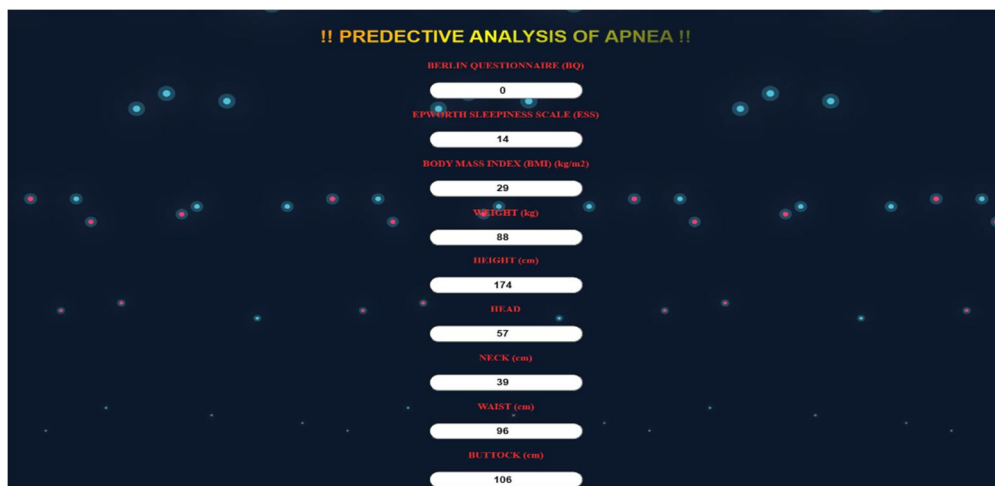 !! PREDECTIVE ANALYSIS OF APNEA !!
BERLIN QUESTIONNAIRE (BQ)
0
EPWORTH SLEEPINESS SCALE (ESS)
14
BODY MASS INDEX (BMI) (kg/m2)
29
WEIGHT (kg)
88
HEIGHT (cm)
174
HEAD
57
NECK (cm)
39
WAIST (cm)
96
BUTTOCK (cm)
106